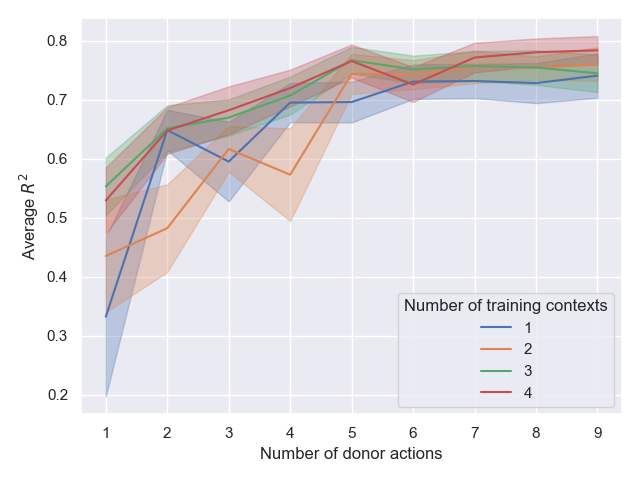 0.8
0.7
0.6
0.5
0.4
0.3
0.2
Average R²
1 2 3 4 5 6 7 8 9
Number of donor actions
Number of training contexts
1
2
3
4